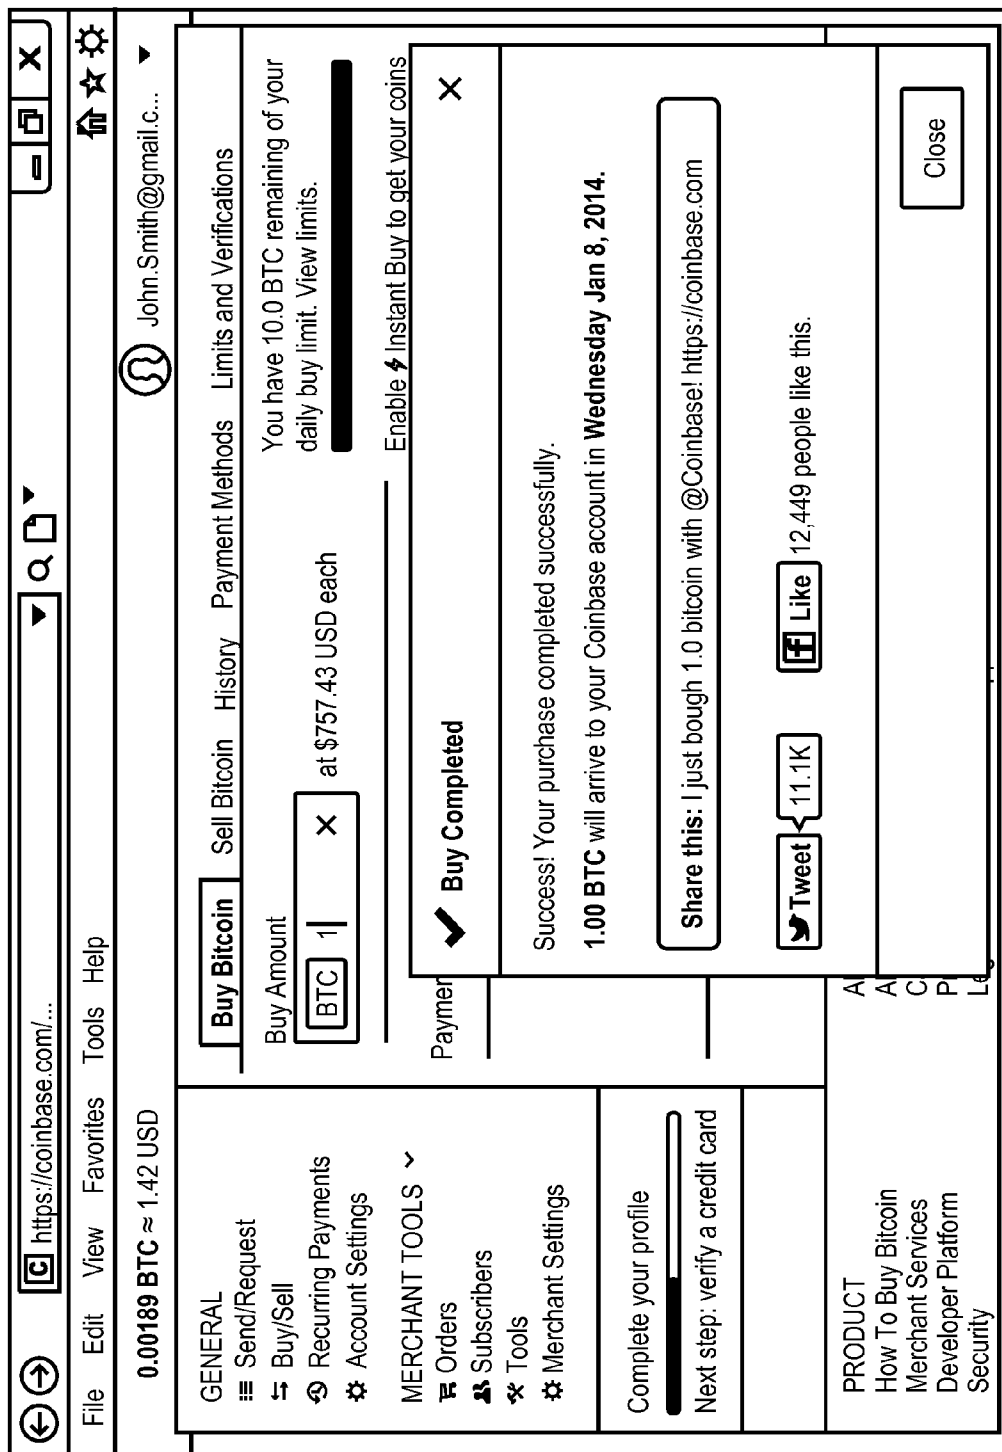 C https://coinbase.com/...
X
File Edit View Favorites Tools Help
0.00189 BTC ≈ 1.42 USD
John.Smith@gmail.c...
GENERAL
Send/Request
Buy/Sell
Recurring Payments
Account Settings
MERCHANT TOOLS
Orders
Subscribers
Tools
Merchant Settings
Complete your profile
Next step: verify a credit card
Buy Bitcoin Sell Bitcoin History Payment Methods Limits and Verifications
Buy Amount
BTC 1 at $757.43 USD each
You have 10.0 BTC remaining of your
daily buy limit. View limits.
Enable Instant Buy to get your coins
Buy Completed
Success! Your purchase completed successfully.
1.00 BTC will arrive to your Coinbase account in Wednesday Jan 8, 2014.
Share this: I just bough 1.0 bitcoin with @Coinbase! https://coinbase.com
Tweet 11.1K f Like 12,449 people like this.
Close
PRODUCT
How To Buy Bitcoin
Merchant Services
Developer Platform
Security